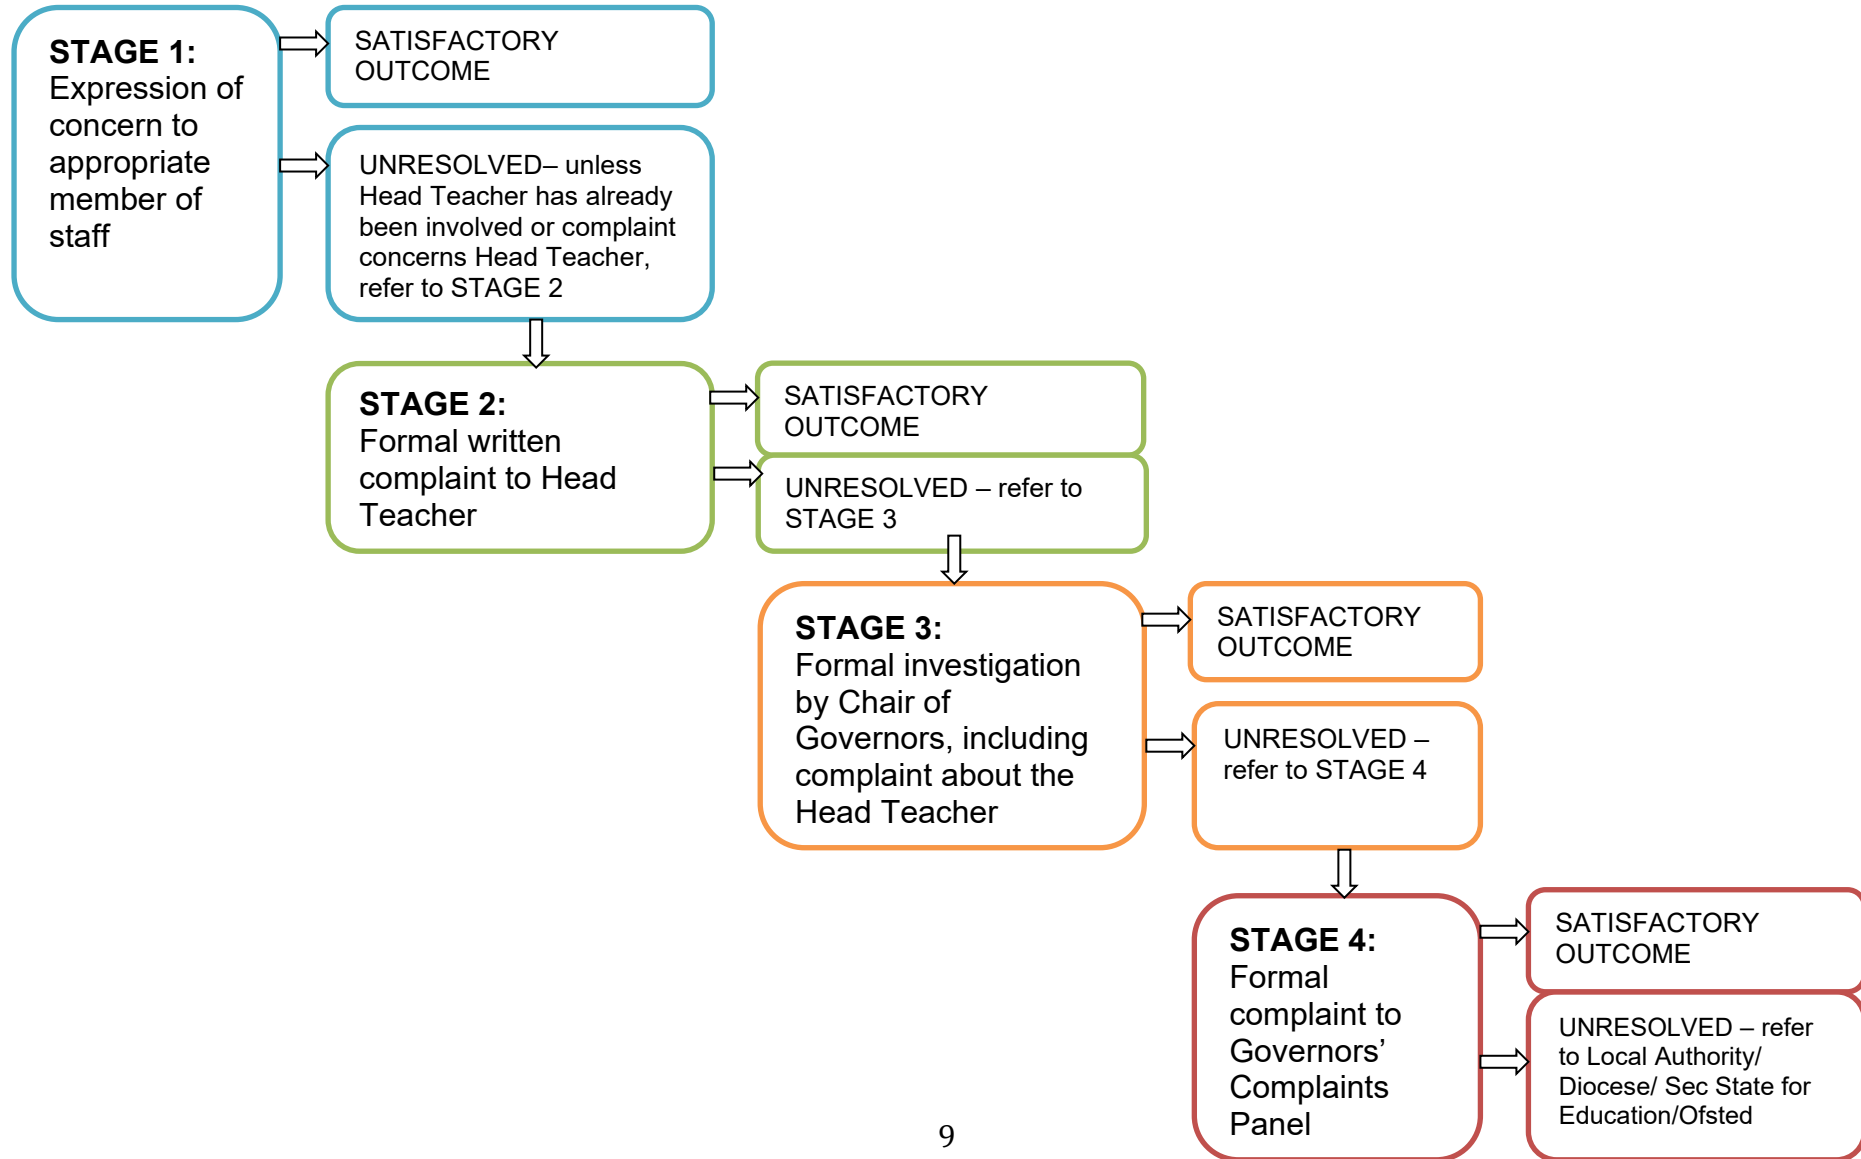 STAGE 1:
Expression of
concern to
appropriate
member of
staff
SATISFACTORY
OUTCOME
UNRESOLVED– unless
Head Teacher has already
been involved or complaint
concerns Head Teacher,
refer to STAGE 2
STAGE 2:
Formal written
complaint to Head
Teacher
SATISFACTORY
OUTCOME
UNRESOLVED – refer to
STAGE 3
STAGE 3:
Formal investigation
by Chair of
Governors, including
complaint about the
Head Teacher
SATISFACTORY
OUTCOME
UNRESOLVED –
refer to STAGE 4
STAGE 4:
Formal
complaint to
Governors’
Complaints
Panel
SATISFACTORY
OUTCOME
UNRESOLVED – refer
to Local Authority/
Diocese/ Sec State for
Education/Ofsted
9